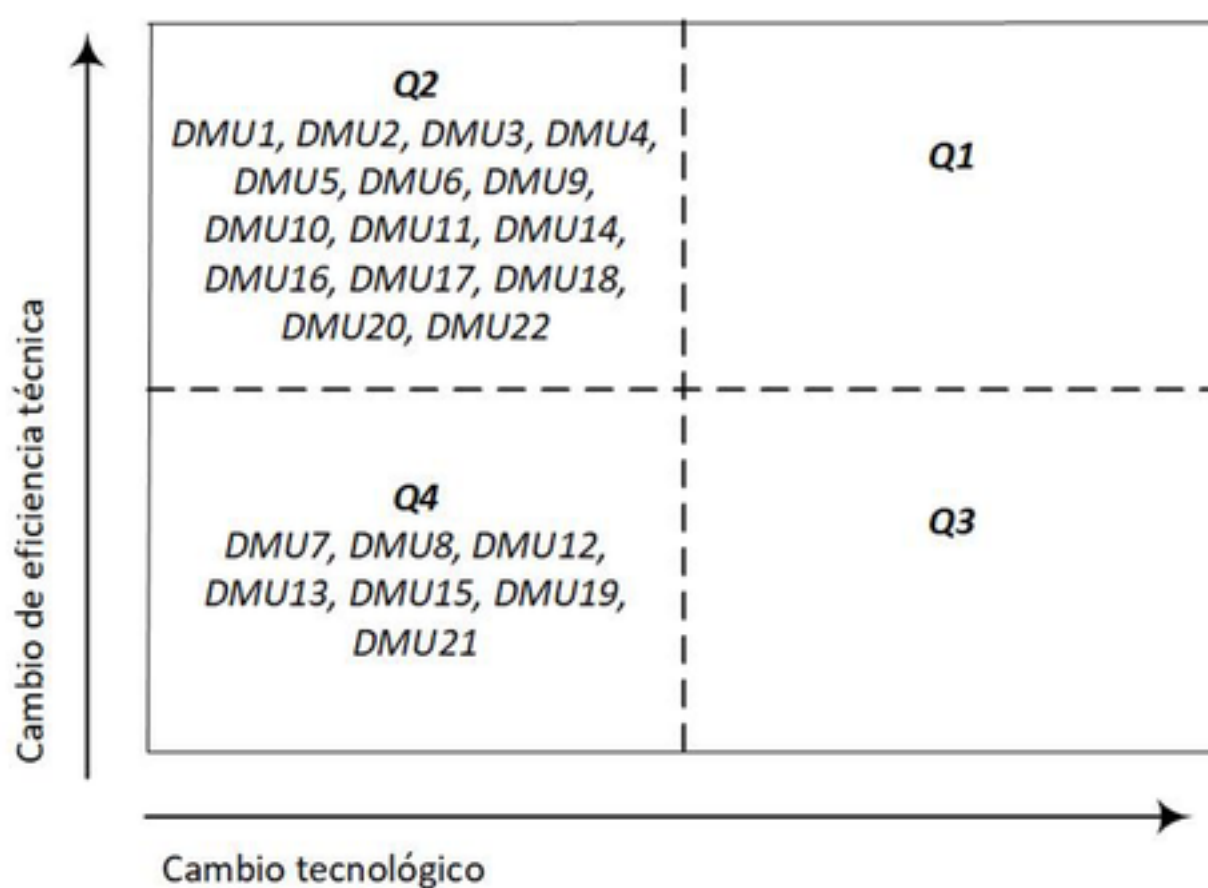 Q2
DMU1, DMU2, DMU3, DMU4,
DMU5, DMU6, DMU9,
DMU10, DMU11, DMU14,
DMU16, DMU17, DMU18,
DMU20, DMU22
Q1
Q4
DMU7, DMU8, DMU12,
DMU13, DMU15, DMU19,
DMU21
Q3
Cambio de eficiencia técnica
Cambio tecnológico